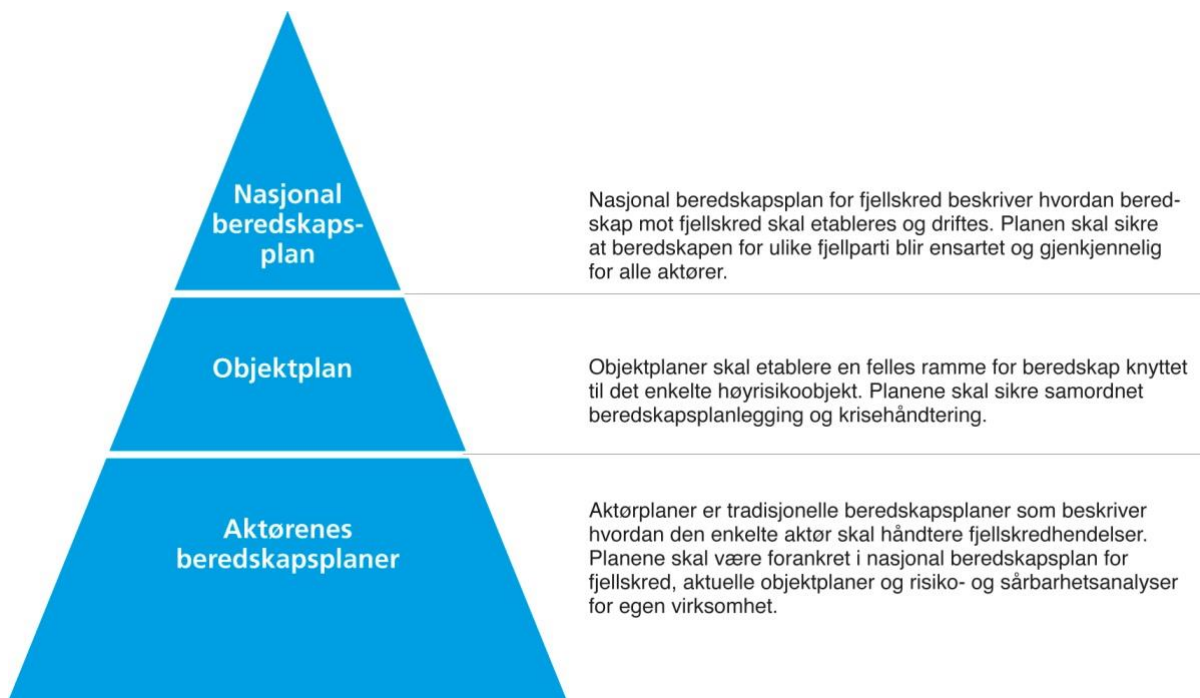 Nasjonal
beredskaps-
plan
Nasjonal beredskapsplan for fjellskred beskriver hvordan bered-
skap mot fjellskred skal etableres og driftes. Planen skal sikre
at beredskapen for ulike fjellparti blir ensartet og gjenkjennelig
for alle aktører.
Objektplan
Objektplaner skal etablere en felles ramme for beredskap knyttet
til det enkelte høyrisikoobjekt. Planene skal sikre samordnet
beredskapsplanlegging og krisehåndtering.
Aktørenes
beredskapsplaner
Aktørplaner er tradisjonelle beredskapsplaner som beskriver
hvordan den enkelte aktør skal håndtere fjellskredhendelser.
Planene skal være forankret i nasjonal beredskapsplan for
fjellskred, aktuelle objektplaner og risiko- og sårbarhetsanalyser
for egen virksomhet.